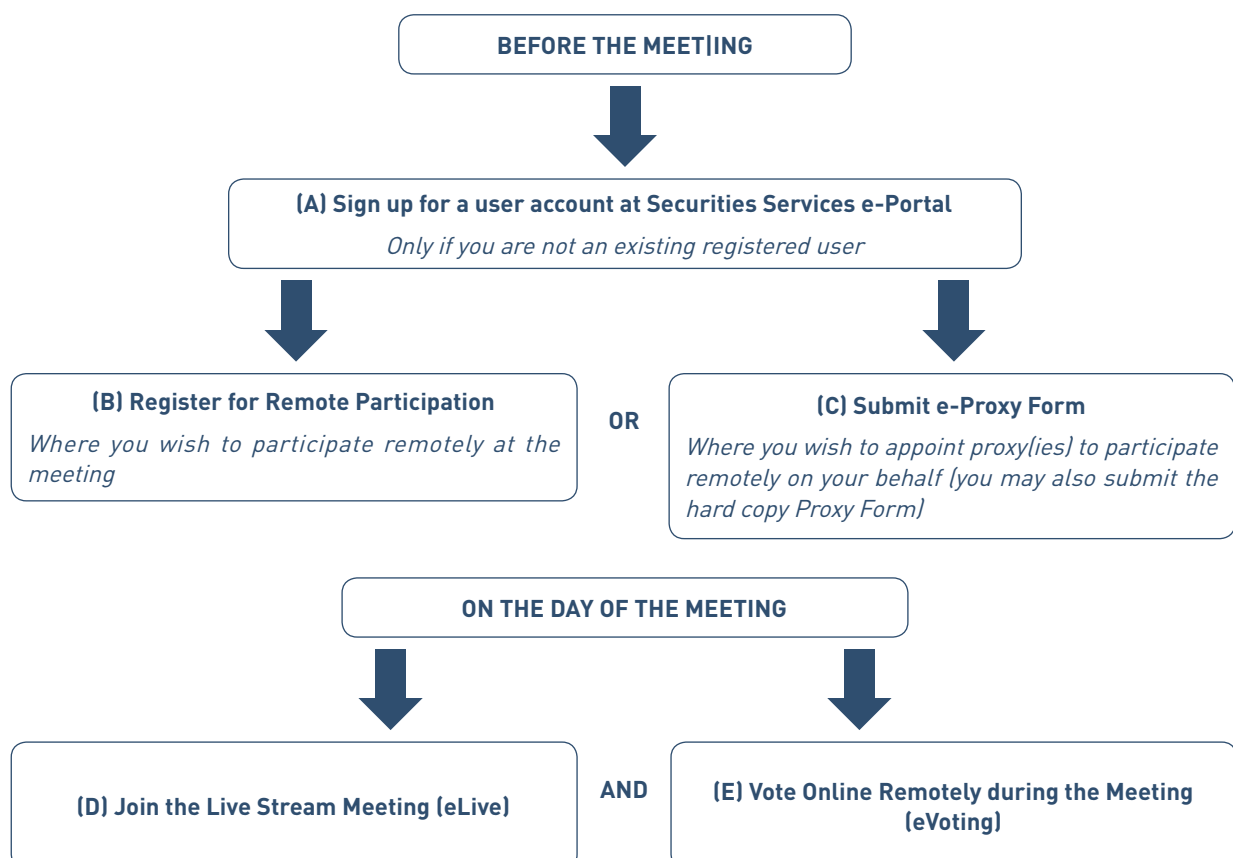 BEFORE THE MEET|ING
(A) Sign up for a user account at Securities Services e-Portal
Only if you are not an existing registered user
(B) Register for Remote Participation
Where you wish to participate remotely at the
meeting
OR
(C) Submit e-Proxy Form
Where you wish to appoint proxy(ies) to participate
remotely on your behalf (you may also submit the
hard copy Proxy Form)
ON THE DAY OF THE MEETING
(D) Join the Live Stream Meeting (eLive)
AND
(E) Vote Online Remotely during the Meeting
(eVoting)